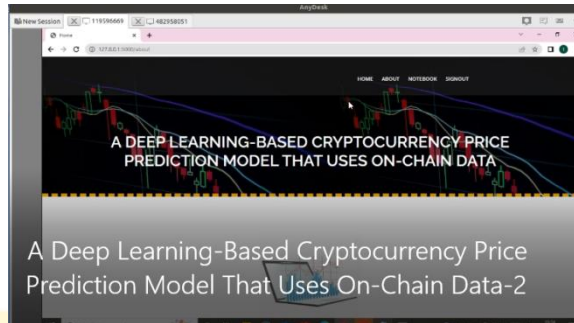 AnyDesk
New Session
119596669
482958051
Home
127.0.0.1:5000/about
HOME ABOUT NOTEBOOK SIGNOUT
A DEEP LEARNING-BASED CRYPTOCURRENCY PRICE
PREDICTION MODEL THAT USES ON-CHAIN DATA
A Deep Learning-Based Cryptocurrency Price
Prediction Model That Uses On-Chain Data-2